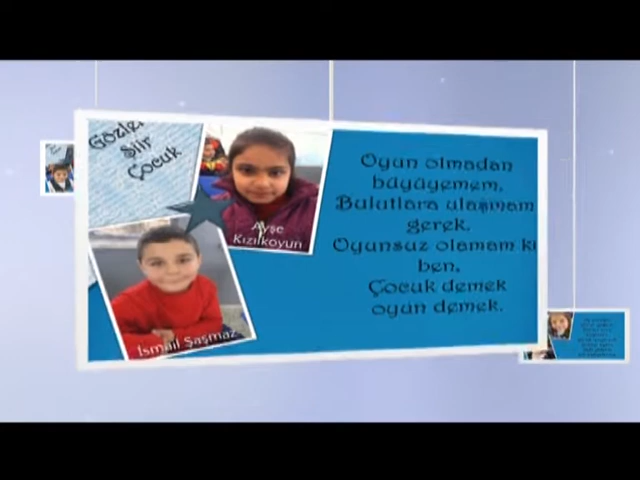 Gözleri
Şiir
Çocuk
Ayşe
Kızılkoyun
İsmail Şaşmaz
Oyun olmadan
büyüyemem,
Bulutlara ulaşmam
gerek.
Oyunsuz olamam ki
ben,
Çocuk demek
oyun demek.